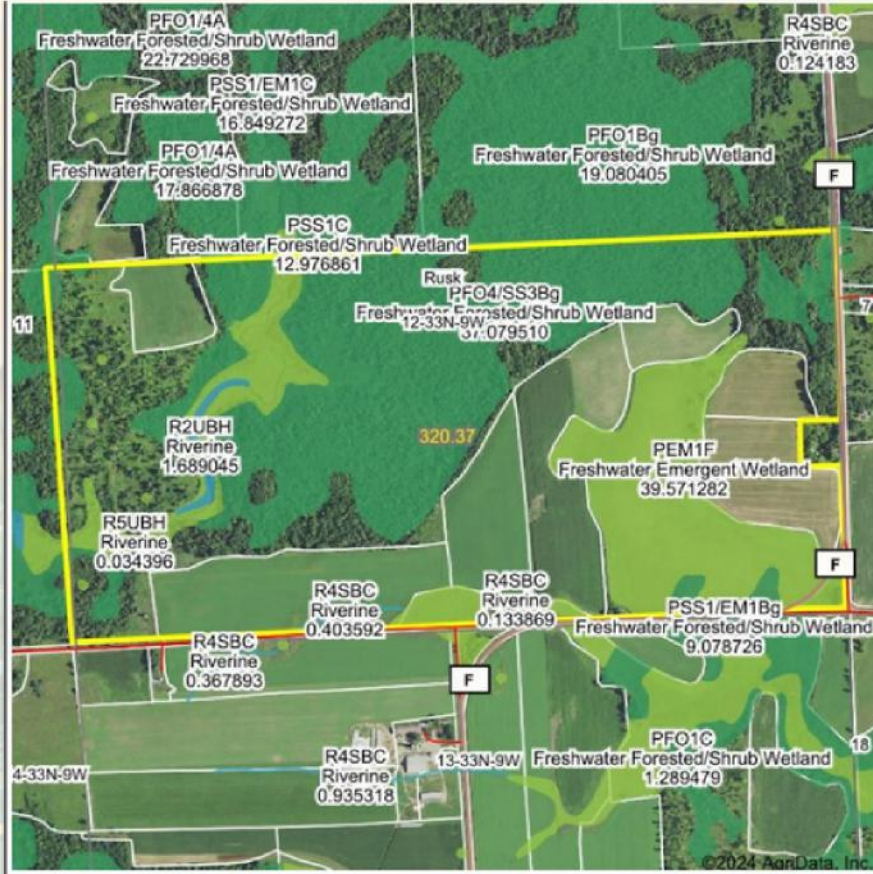 PFO1/4A
Freshwater Forested/Shrub Wetland
22.729968
R4SBC
Riverine
0.124183
PSS1/EM1C
Freshwater Forested/Shrub Wetland
16.849272
PFO1Bg
Freshwater Forested/Shrub Wetland
19.080405
PFO1/4A
Freshwater Forested/Shrub Wetland
17.866878
F
PSS1C
Freshwater Forested/Shrub Wetland
12.976861
Rusk
PFO4/SS3Bg
Freshwater Forested/Shrub Wetland
12-33N-9W
37.079510
11
7
R2UBH
Riverine
1.689045
320.37
PEM1F
Freshwater Emergent Wetland
39.571282
R5UBH
Riverine
0.034396
F
R4SBC
Riverine
0.403592
R4SBC
Riverine
0.133869
PSS1/EM1Bg
Freshwater Forested/Shrub Wetland
9.078726
R4SBC
Riverine
0.367893
F
PFO1C
Freshwater Forested/Shrub Wetland
1.289479
18
4-33N-9W
R4SBC
Riverine
0.935318
13-33N-9W
©2024 AgriData, Inc.